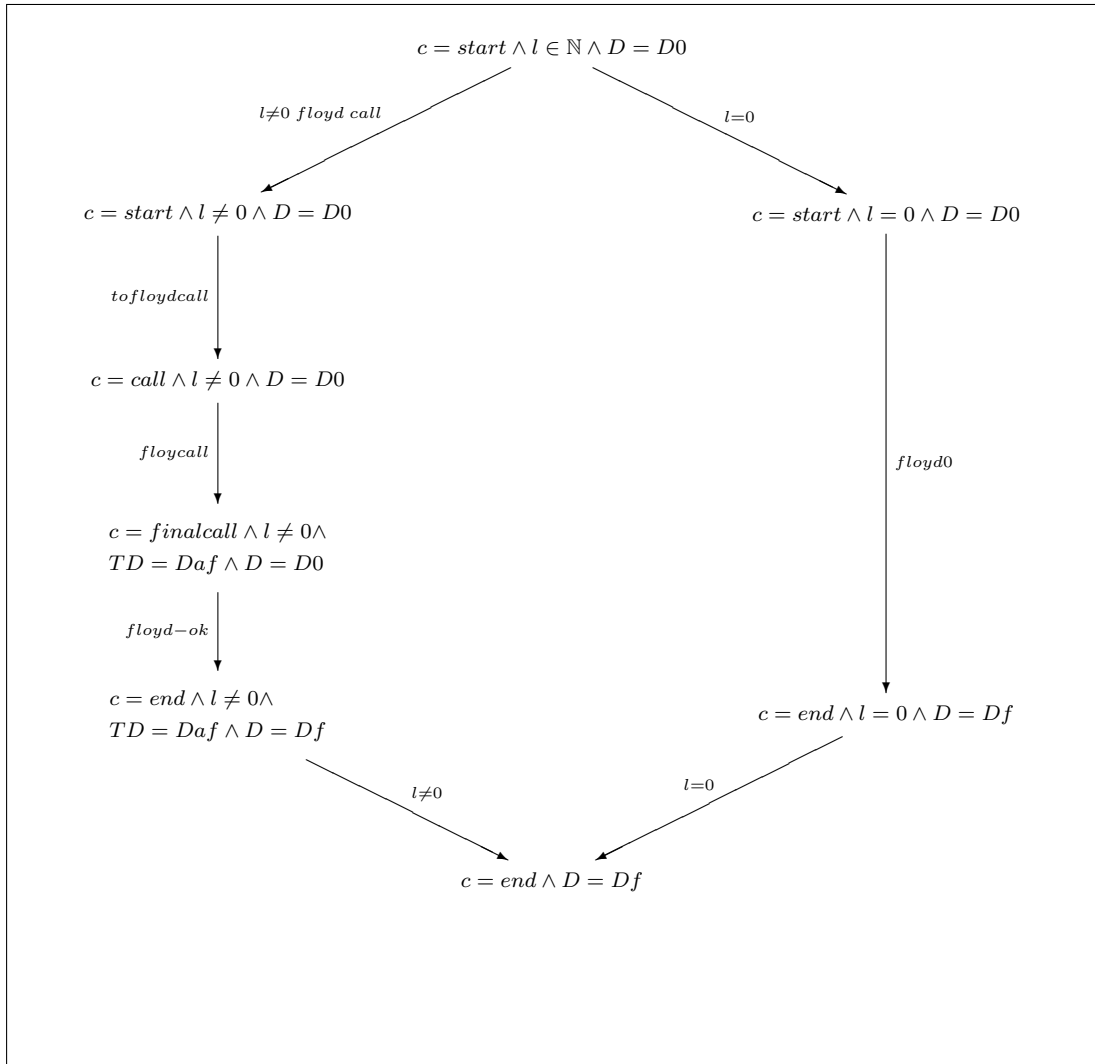 c = start ∧ l ∈ ℕ ∧ D = D0
l≠0 floyd call
l=0
c = start ∧ l ≠ 0 ∧ D = D0
c = start ∧ l = 0 ∧ D = D0
tofloydcall
c = call ∧ l ≠ 0 ∧ D = D0
floycall
floyd0
c = finalcall ∧ l ≠ 0∧
TD = Daf ∧ D = D0
floyd−ok
c = end ∧ l ≠ 0∧
TD = Daf ∧ D = Df
c = end ∧ l = 0 ∧ D = Df
l≠0
l=0
c = end ∧ D = Df